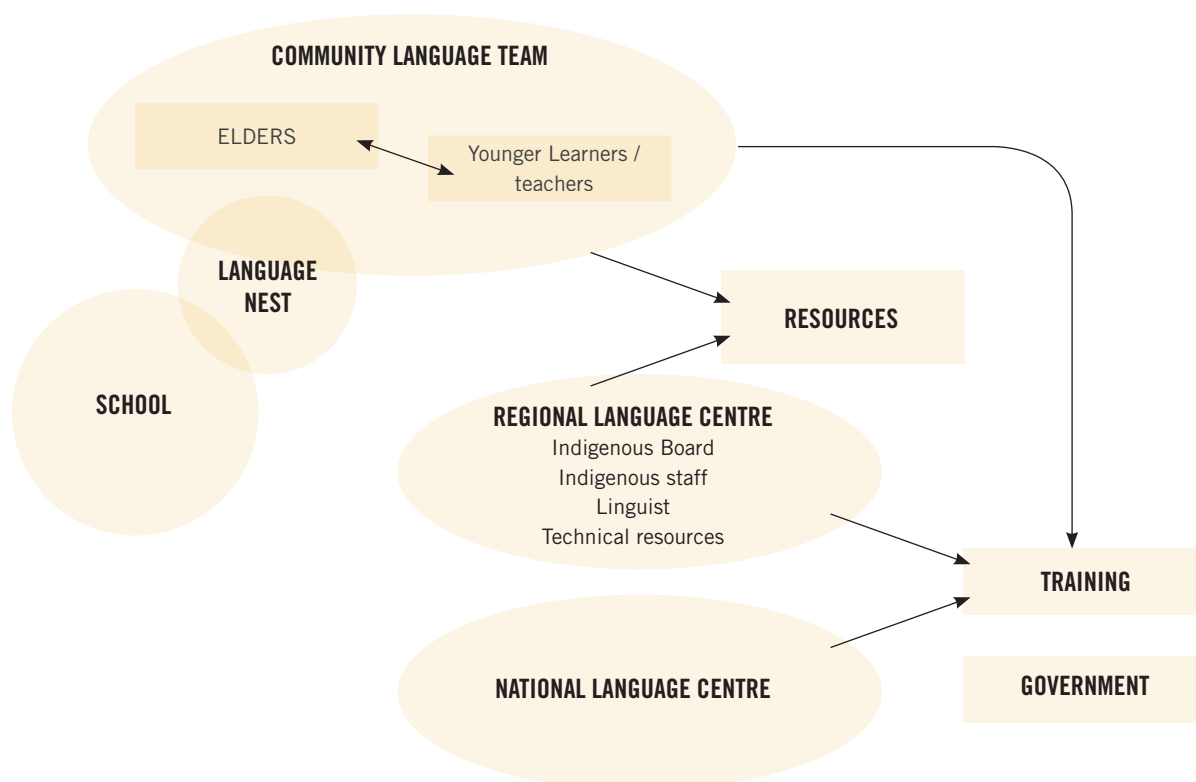 COMMUNITY LANGUAGE TEAM
ELDERS
Younger Learners /
teachers
LANGUAGE
NEST
SCHOOL
RESOURCES
REGIONAL LANGUAGE CENTRE
Indigenous Board
Indigenous staff
Linguist
Technical resources
TRAINING
NATIONAL LANGUAGE CENTRE
GOVERNMENT